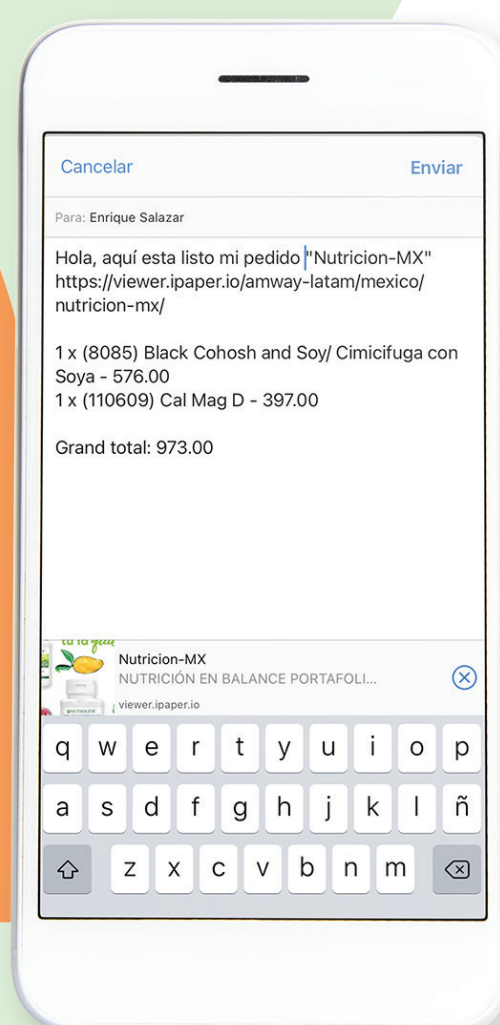 Cancelar
Enviar
Para: Enrique Salazar
Hola, aquí esta listo mi pedido "Nutricion-MX"
https://viewer.ipaper.io/amway-latam/mexico/
nutricion-mx/
1 x (8085) Black Cohosh and Soy/ Cimicifuga con
Soya - 576.00
1 x (110609) Cal Mag D - 397.00
Grand total: 973.00
Nutricion-MX
NUTRICIÓN EN BALANCE PORTAFOLI...
viewer.ipaper.io
q w e r t y u i o p
a s d f g h j k l ñ
z x c v b n m